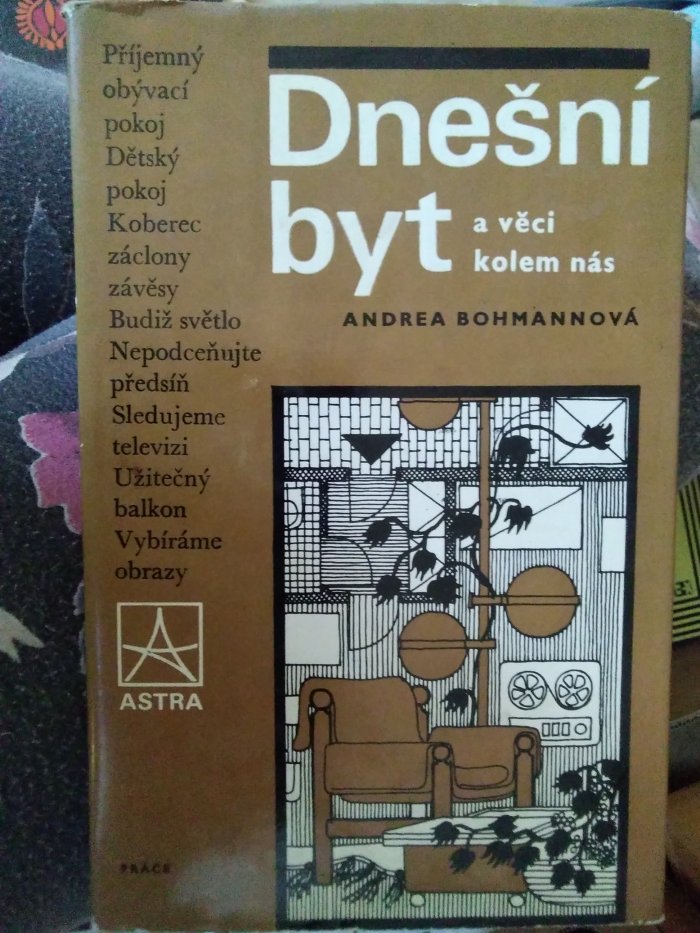 Příjemný
obývací
pokoj
Dětský
pokoj
Koberec
záclony
závěsy
Budiž světlo
Nepodceňujte
předsíň
Sledujeme
televizi
Užitečný
balkon
Vybíráme
obrazy
ASTRA
PRÁCE
Dnešní
byt
a věci
kolem nás
ANDREA BOHMANNOVÁ